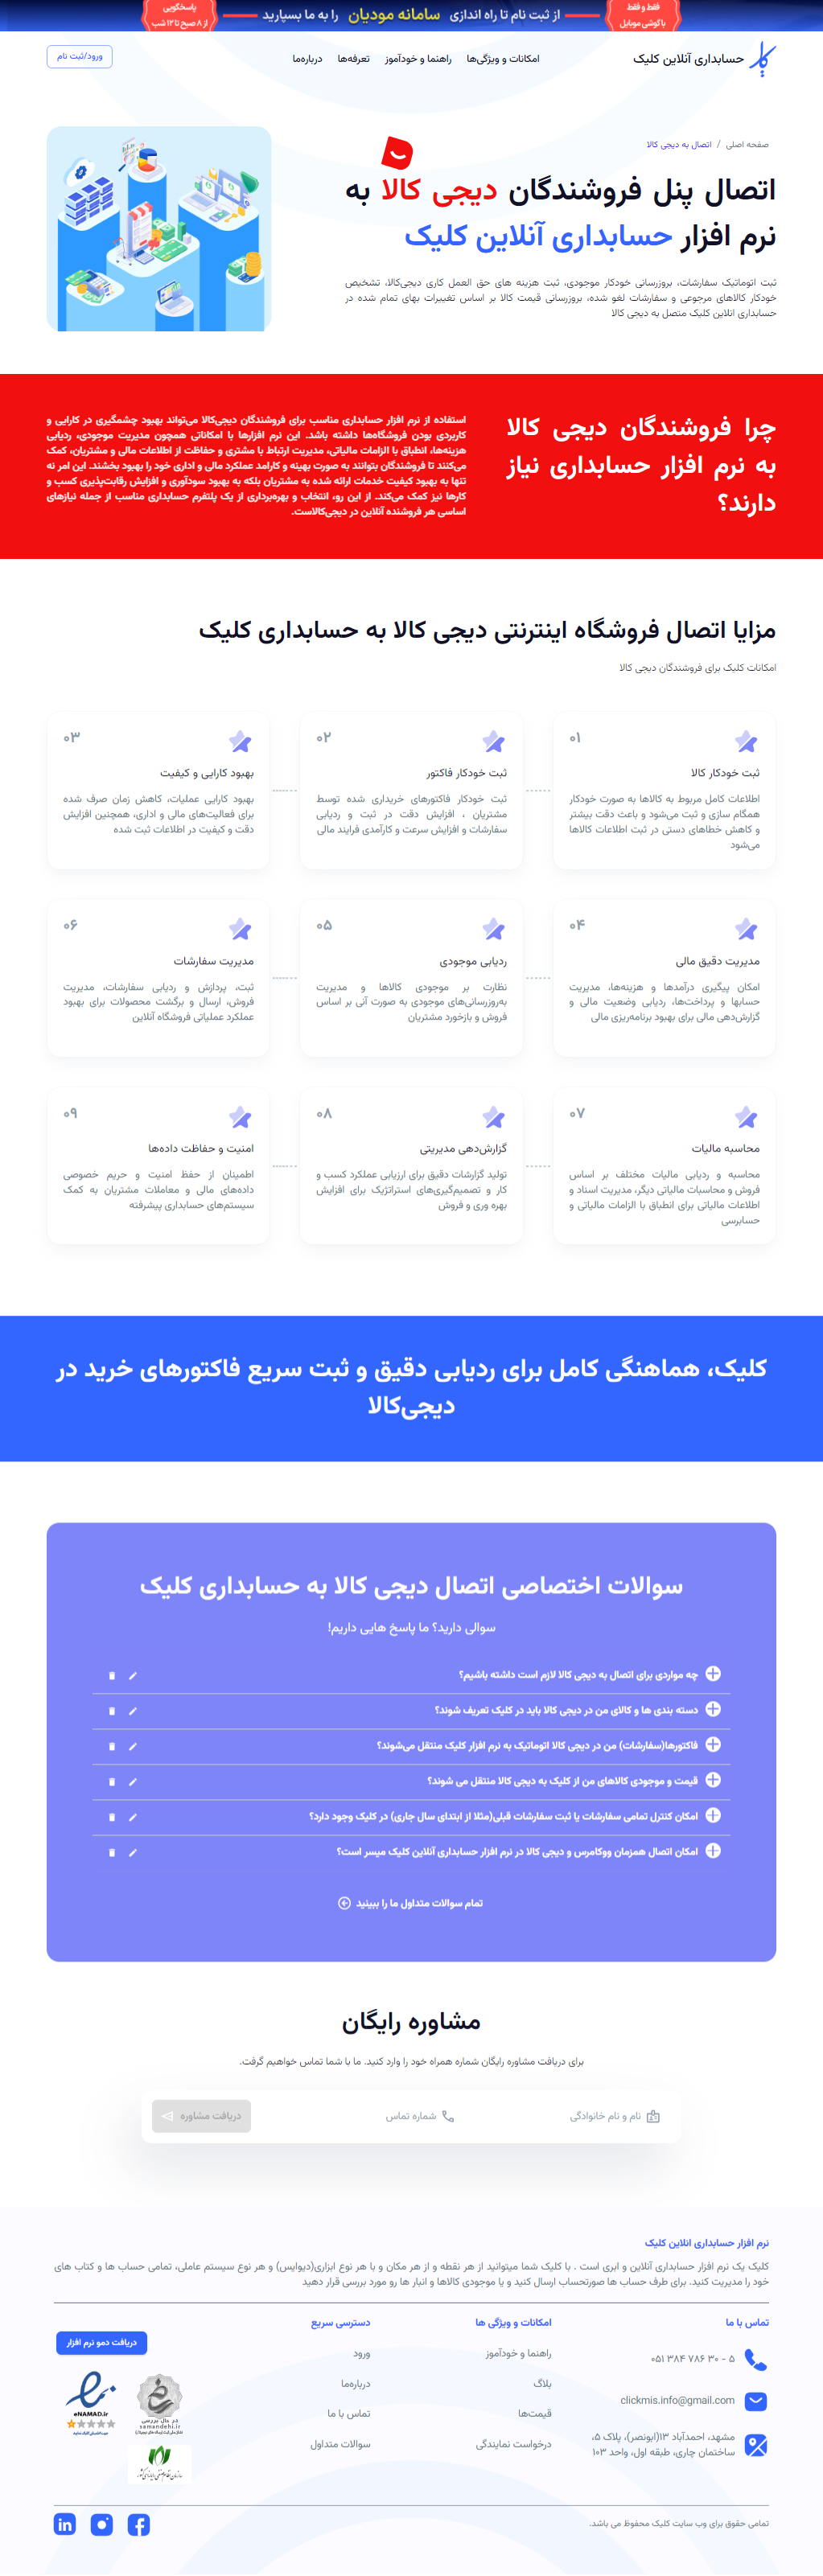 فقط و فقط
با گوشی موبایل
از ثبت نام تا راه اندازی سامانه مودیان را به ما بسپارید
پاسخگویی
از ۸ صبح تا ۱۲ شب
حسابداری آنلاین کلیک
امکانات و ویژگی‌ها
راهنما و خودآموز
تعرفه‌ها
درباره‌ما
ورود/ثبت نام
صفحه اصلی / اتصال به دیجی کالا
اتصال پنل فروشندگان دیجی کالا به
نرم افزار حسابداری آنلاین کلیک
ثبت اتوماتیک سفارشات، بروزرسانی خودکار موجودی، ثبت هزینه های حق العمل کاری دیجی‌کالا، تشخیص
خودکار کالاهای مرجوعی و سفارشات لغو شده، بروزرسانی قیمت کالا بر اساس تغییرات بهای تمام شده در
حسابداری انلاین کلیک متصل به دیجی کالا
چرا فروشندگان دیجی کالا
به نرم افزار حسابداری نیاز
دارند؟
استفاده از نرم افزار حسابداری مناسب برای فروشندگان دیجی‌کالا می‌تواند بهبود چشمگیری در کارایی و
کاربردی بودن فروشگاه‌ها داشته باشد. این نرم افزارها با امکاناتی همچون مدیریت موجودی، ردیابی
هزینه‌ها، انطباق با الزامات مالیاتی، مدیریت ارتباط با مشتری و حفاظت از اطلاعات مالی و مشتریان، کمک
می‌کنند تا فروشندگان بتوانند به صورت بهینه و کارامد عملکرد مالی و اداری خود را بهبود بخشند. این امر نه
تنها به بهبود کیفیت خدمات ارائه شده به مشتریان بلکه به بهبود سودآوری و افزایش رقابت‌پذیری کسب و
کارها نیز کمک می‌کند. از این رو، انتخاب و بهره‌برداری از یک پلتفرم حسابداری مناسب از جمله نیازهای
اساسی هر فروشنده آنلاین در دیجی‌کالاست.
مزایا اتصال فروشگاه اینترنتی دیجی کالا به حسابداری کلیک
امکانات کلیک برای فروشندگان دیجی کالا
۰۱
ثبت خودکار کالا
اطلاعات کامل مربوط به کالاها به صورت خودکار
همگام سازی و ثبت می‌شود و باعث دقت بیشتر
و کاهش خطاهای دستی در ثبت اطلاعات کالاها
می‌شود
۰۲
ثبت خودکار فاکتور
ثبت خودکار فاکتورهای خریداری شده توسط
مشتریان ، افزایش دقت در ثبت و ردیابی
سفارشات و افزایش سرعت و کارآمدی فرایند مالی
۰۳
بهبود کارایی و کیفیت
بهبود کارایی عملیات، کاهش زمان صرف شده
برای فعالیت‌های مالی و اداری، همچنین افزایش
دقت و کیفیت در اطلاعات ثبت شده
۰۴
مدیریت دقیق مالی
امکان پیگیری درآمدها و هزینه‌ها، مدیریت
حسابها و پرداخت‌ها، ردیابی وضعیت مالی و
گزارش‌دهی مالی برای بهبود برنامه‌ریزی مالی
۰۵
ردیابی موجودی
نظارت بر موجودی کالاها و مدیریت
به‌روزرسانی‌های موجودی به صورت آنی بر اساس
فروش و بازخورد مشتریان
۰۶
مدیریت سفارشات
ثبت، پردازش و ردیابی سفارشات، مدیریت
فروش، ارسال و برگشت محصولات برای بهبود
عملکرد عملیاتی فروشگاه آنلاین
۰۷
محاسبه مالیات
محاسبه و ردیابی مالیات مختلف بر اساس
فروش و محاسبات مالیاتی دیگر، مدیریت اسناد و
اطلاعات مالیاتی برای انطباق با الزامات مالیاتی و
حسابرسی
۰۸
گزارش‌دهی مدیریتی
تولید گزارشات دقیق برای ارزیابی عملکرد کسب و
کار و تصمیم‌گیری‌های استراتژیک برای افزایش
بهره وری و فروش
۰۹
امنیت و حفاظت داده‌ها
اطمینان از حفظ امنیت و حریم خصوصی
داده‌های مالی و معاملات مشتریان به کمک
سیستم‌های حسابداری پیشرفته
کلیک، هماهنگی کامل برای ردیابی دقیق و ثبت سریع فاکتورهای خرید در
دیجی‌کالا
سوالات اختصاصی اتصال دیجی کالا به حسابداری کلیک
سوالی دارید؟ ما پاسخ هایی داریم!
چه مواردی برای اتصال به دیجی کالا لازم است داشته باشیم؟
دسته بندی ها و کالای من در دیجی کالا باید در کلیک تعریف شوند؟
فاکتورها(سفارشات) من در دیجی کالا اتوماتیک به نرم افزار کلیک منتقل می‌شوند؟
قیمت و موجودی کالاهای من از کلیک به دیجی کالا منتقل می شوند؟
امکان کنترل تمامی سفارشات یا ثبت سفارشات قبلی(مثلا از ابتدای سال جاری) در کلیک وجود دارد؟
امکان اتصال همزمان ووکامرس و دیجی کالا در نرم افزار حسابداری آنلاین کلیک میسر است؟
تمام سوالات متداول ما را ببینید
مشاوره رایگان
برای دریافت مشاوره رایگان شماره همراه خود را وارد کنید. ما با شما تماس خواهیم گرفت.
نام و نام خانوادگی
شماره تماس
دریافت مشاوره
نرم افزار حسابداری انلاین کلیک
کلیک یک نرم افزار حسابداری آنلاین و ابری است . با کلیک شما میتوانید از هر نقطه و از هر مکان و با هر نوع ابزاری(دیوایس) و هر نوع سیستم عاملی، تمامی حساب ها و کتاب های
خود را مدیریت کنید. برای طرف حساب ها صورتحساب ارسال کنید و یا موجودی کالاها و انبار ها رو مورد بررسی قرار دهید
تماس با ما
۰۵۱ ۳۸۴ ۷۸۶ ۳۰ - ۵
clickmis.info@gmail.com
مشهد، احمدآباد ۱۳(ابونصر)، پلاک ۵،
ساختمان چاری، طبقه اول، واحد ۱۰۳
امکانات و ویژگی ها
راهنما و خودآموز
بلاگ
قیمت‌ها
درخواست نمایندگی
دسترسی سریع
ورود
درباره‌ما
تماس با ما
سوالات متداول
دریافت دمو نرم افزار
eNAMAD.ir
در حال بررسی
samandehi.ir
تمامی حقوق برای وب سایت کلیک محفوظ می باشد.